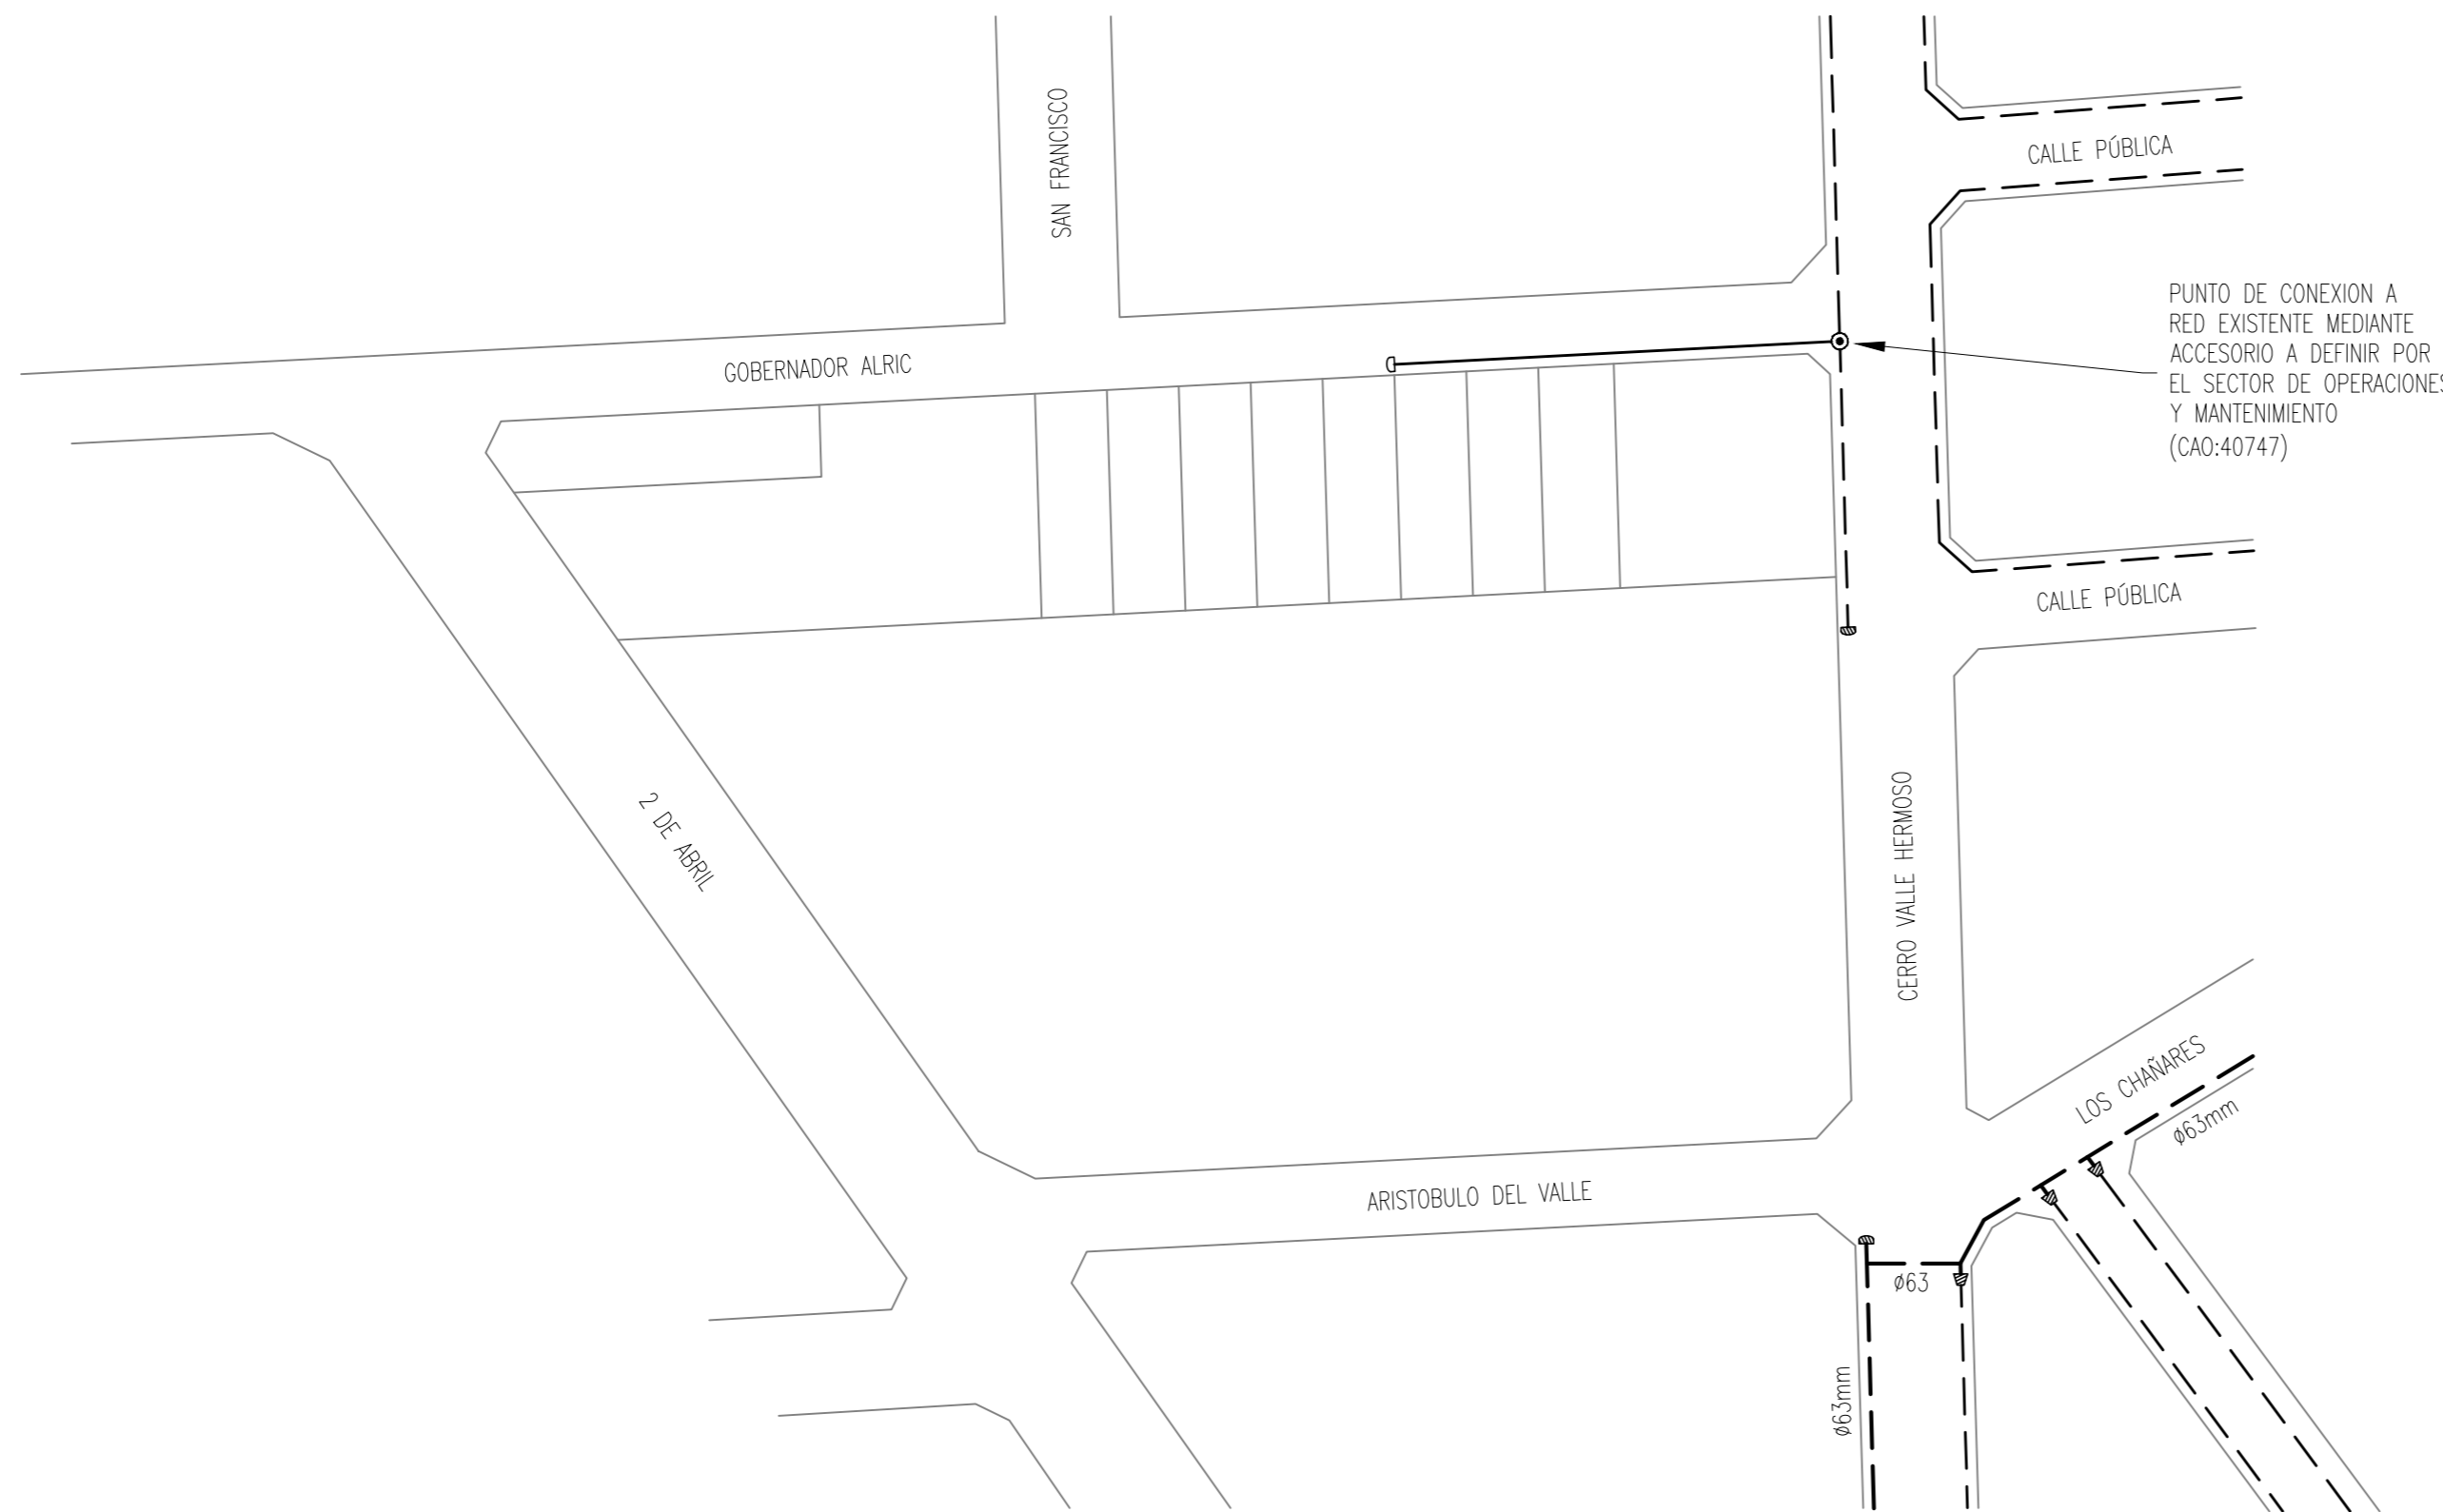 SAN FRANCISCO
CALLE PÚBLICA
PUNTO DE CONEXION A
RED EXISTENTE MEDIANTE
ACCESORIO A DEFINIR POR
EL SECTOR DE OPERACIONES
Y MANTENIMIENTO
(CAO:40747)
GOBERNADOR ALRIC
CALLE PÚBLICA
2 DE ABRIL
CERRO VALLE HERMOSO
LOS CHAÑARES
ø63mm
ARISTOBULO DEL VALLE
ø63
ø63mm